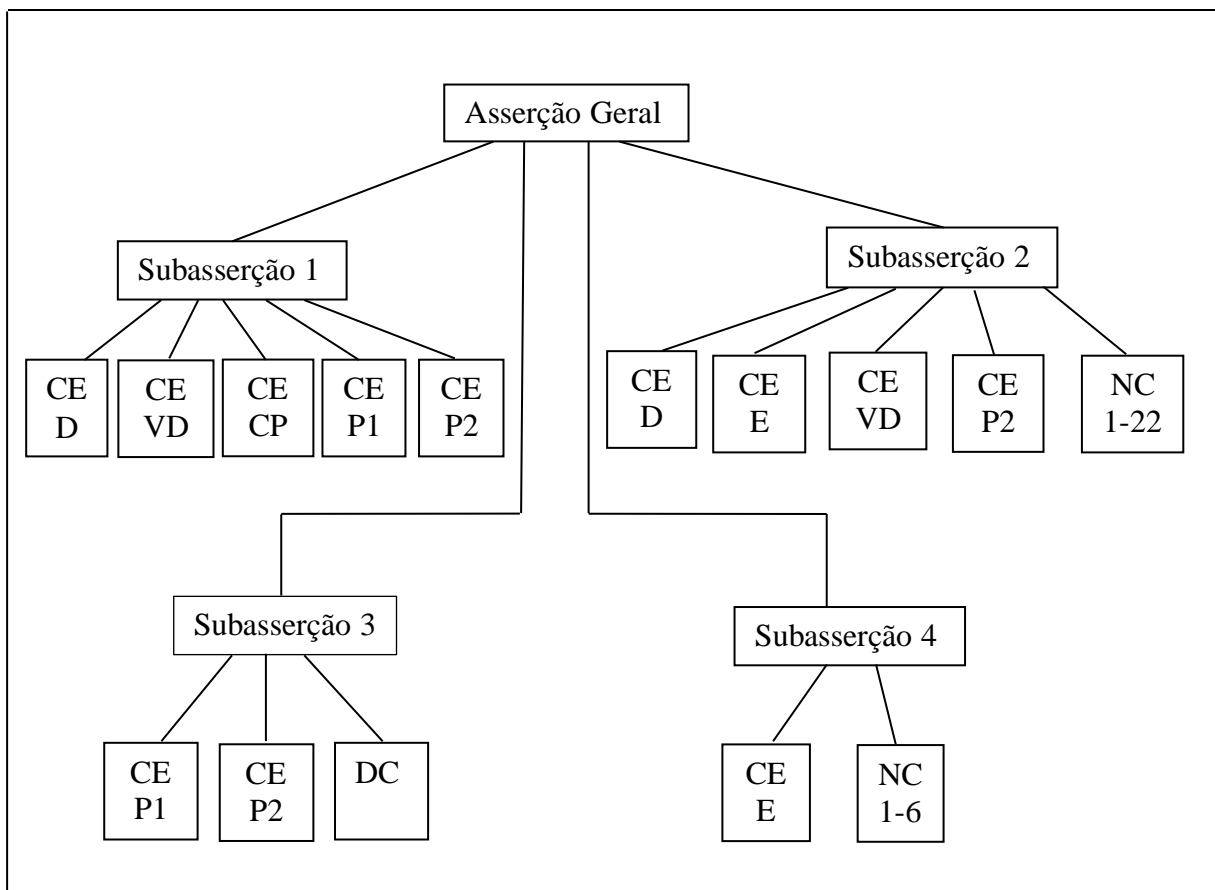 Asserção Geral
Subasserção 1
Subasserção 2
CE
D
CE
VD
CE
CP
CE
P1
CE
P2
CE
D
CE
E
CE
VD
CE
P2
NC
1-22
Subasserção 3
Subasserção 4
CE
P1
CE
P2
DC
CE
E
NC
1-6